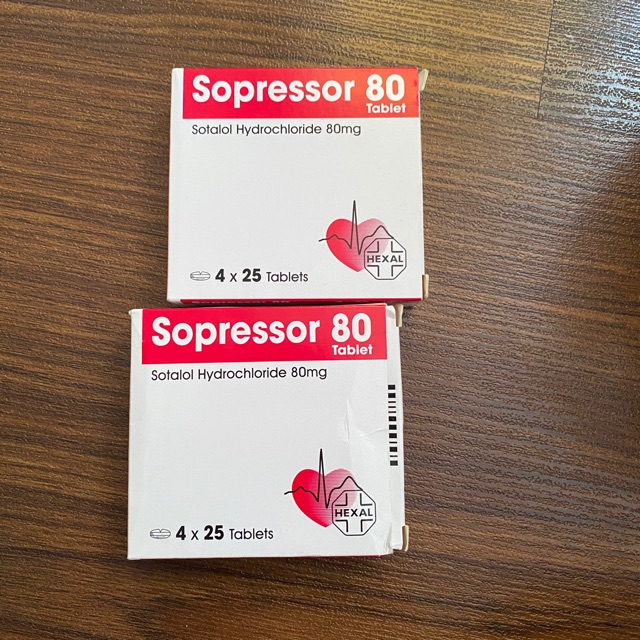 Sopressor 80
Tablet
Sotalol Hydrochloride 80mg
HEXAL
4 x 25 Tablets
Sopressor 80
Tablet
Sotalol Hydrochloride 80mg
HEXAL
4 x 25 Tablets